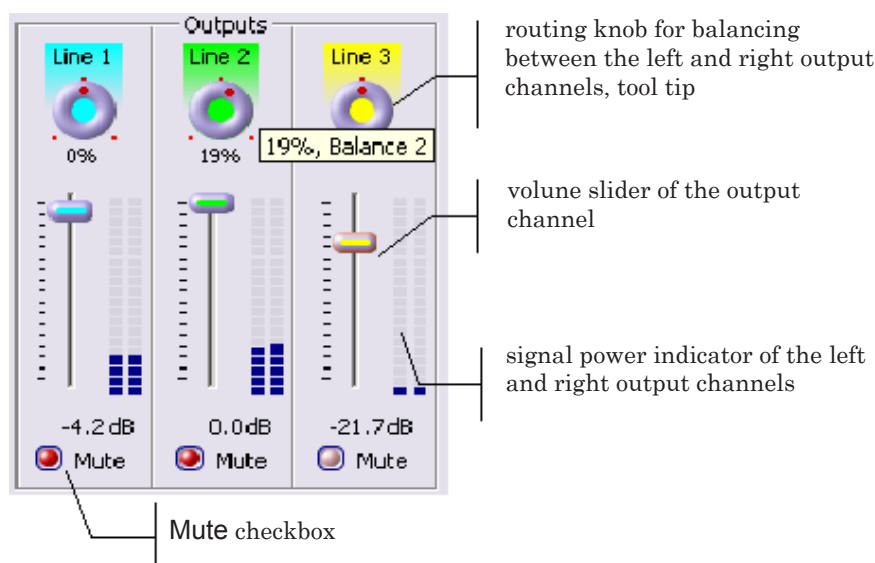 Outputs
Line 1
Line 2
Line 3
0%
19%
19%, Balance 2
-4.2 dB
0.0dB
-21.7dB
Mute
Mute
Mute
routing knob for balancing
between the left and right output
channels, tool tip
volune slider of the output
channel
signal power indicator of the left
and right output channels
Mute checkbox